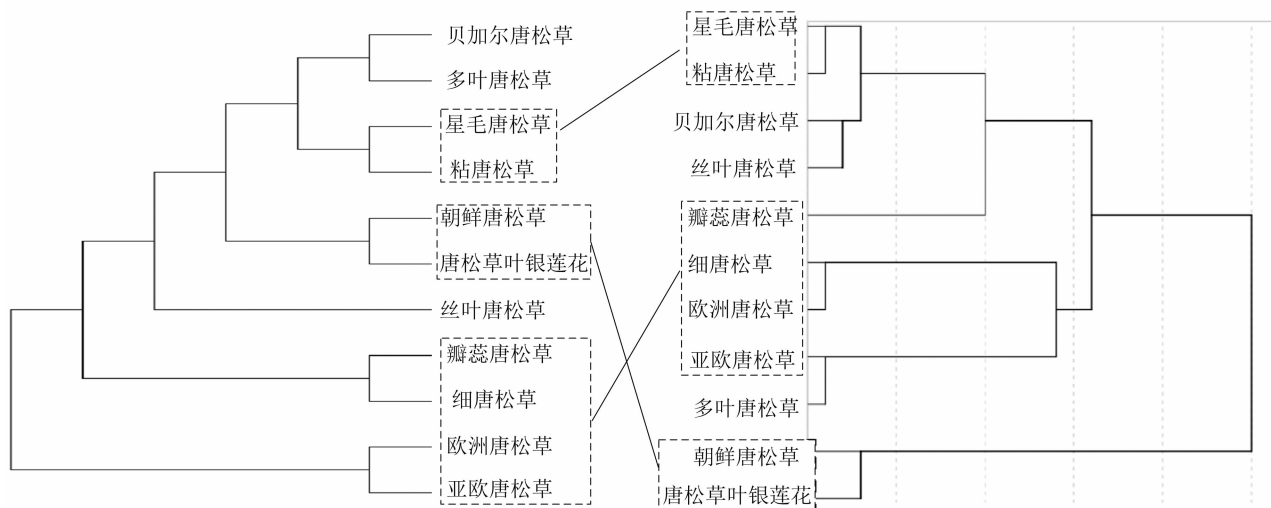 贝加尔唐松草
多叶唐松草
星毛唐松草
粘唐松草
朝鲜唐松草
唐松草叶银莲花
丝叶唐松草
瓣蕊唐松草
细唐松草
欧洲唐松草
亚欧唐松草
星毛唐松草
粘唐松草
贝加尔唐松草
丝叶唐松草
瓣蕊唐松草
细唐松草
欧洲唐松草
亚欧唐松草
多叶唐松草
朝鲜唐松草
唐松草叶银莲花